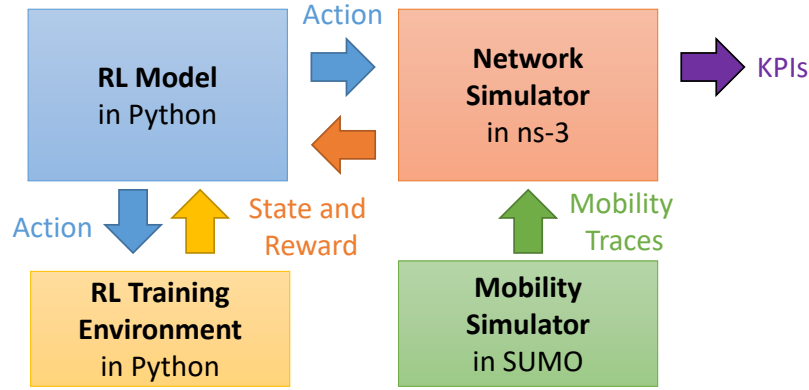 Action
RL Model
in Python
Network
Simulator
in ns-3
KPIs
Action
State and
Reward
Mobility
Traces
RL Training
Environment
in Python
Mobility
Simulator
in SUMO